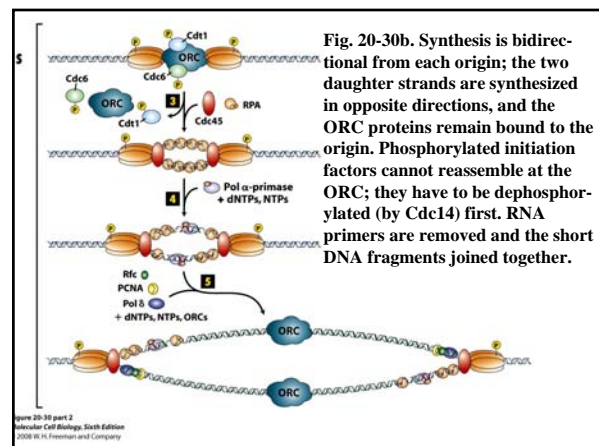 Fig. 20-30b. Synthesis is bidirec-
tional from each origin; the two
daughter strands are synthesized
in opposite directions, and the
ORC proteins remain bound to the
origin. Phosphorylated initiation
factors cannot reassemble at the
ORC; they have to be dephosphor-
ylated (by Cdc14) first. RNA
primers are removed and the short
DNA fragments joined together.
S
P
Cdt1
P
P
ORC
Cdc6
P
Cdc6
P
ORC
P
Cdt1
3
Cdc45
RPA
P
P
4
Pol α-primase
+ dNTPs, NTPs
P
P
Rfc
PCNA
Pol δ
+ dNTPs, NTPs, ORCs
5
ORC
P
P
ORC
igure 20-30 part 2
olecular Cell Biology, Sixth Edition
2008 W. H. Freeman and Company